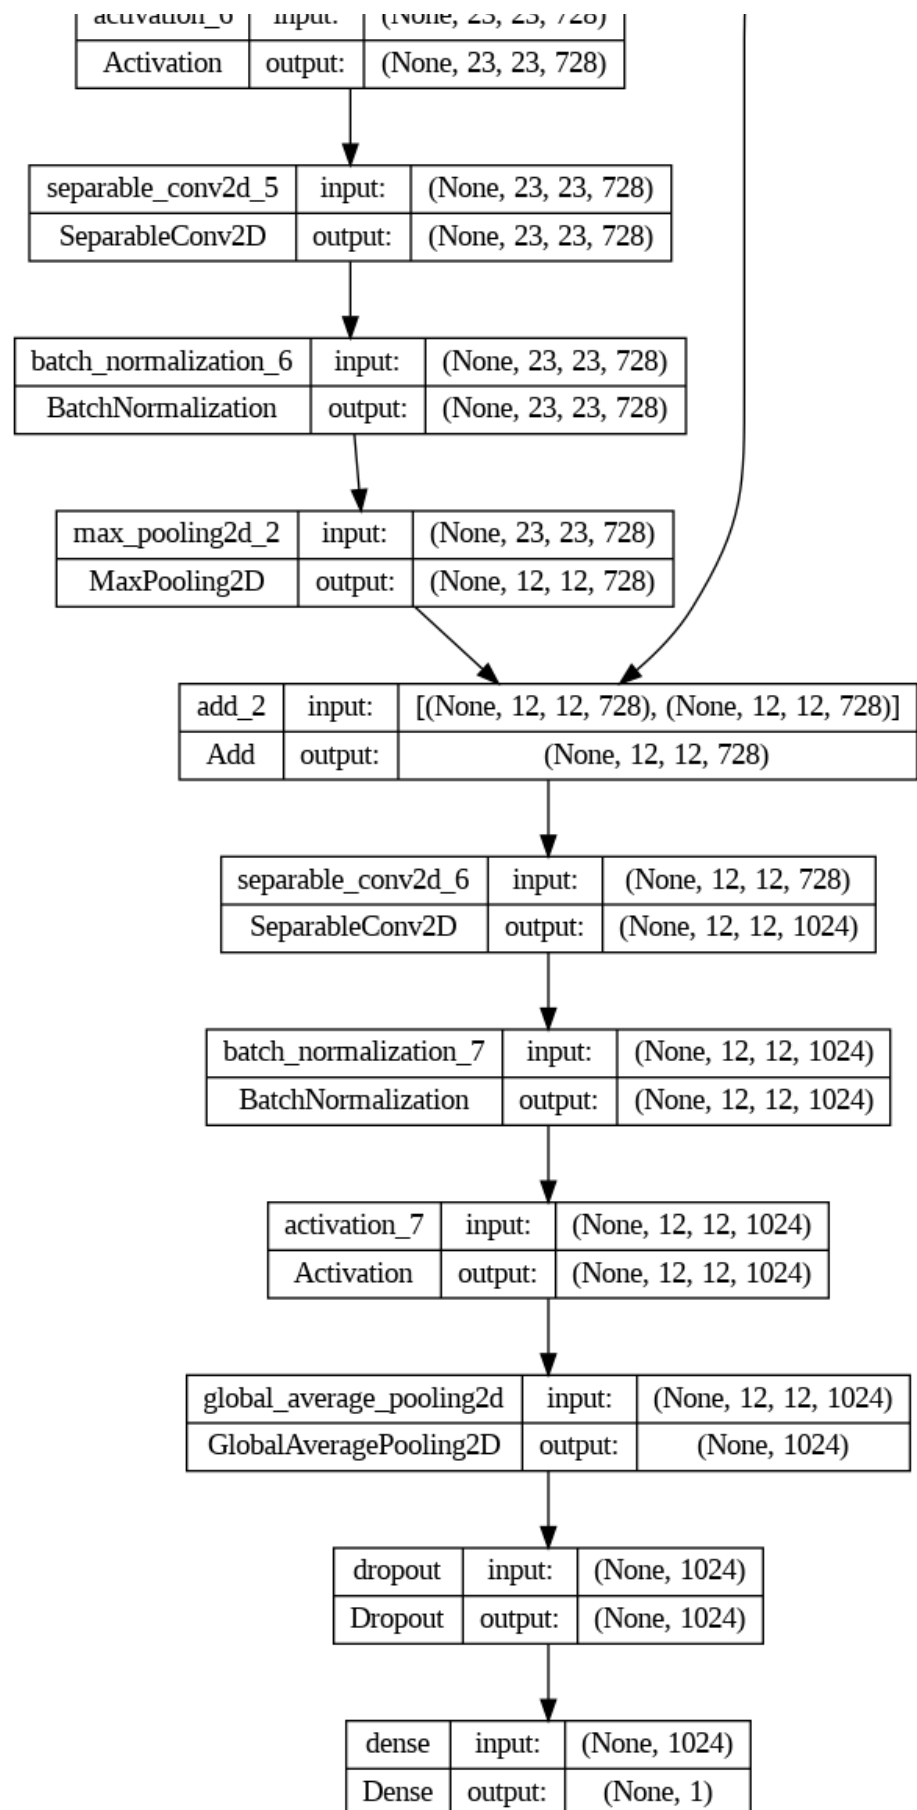 activation_6 input: (None, 23, 23, 728)
Activation output: (None, 23, 23, 728)
separable_conv2d_5 input: (None, 23, 23, 728)
SeparableConv2D output: (None, 23, 23, 728)
batch_normalization_6 input: (None, 23, 23, 728)
BatchNormalization output: (None, 23, 23, 728)
max_pooling2d_2 input: (None, 23, 23, 728)
MaxPooling2D output: (None, 12, 12, 728)
add_2 input: [(None, 12, 12, 728), (None, 12, 12, 728)]
Add output: (None, 12, 12, 728)
separable_conv2d_6 input: (None, 12, 12, 728)
SeparableConv2D output: (None, 12, 12, 1024)
batch_normalization_7 input: (None, 12, 12, 1024)
BatchNormalization output: (None, 12, 12, 1024)
activation_7 input: (None, 12, 12, 1024)
Activation output: (None, 12, 12, 1024)
global_average_pooling2d input: (None, 12, 12, 1024)
GlobalAveragePooling2D output: (None, 1024)
dropout input: (None, 1024)
Dropout output: (None, 1024)
dense input: (None, 1024)
Dense output: (None, 1)